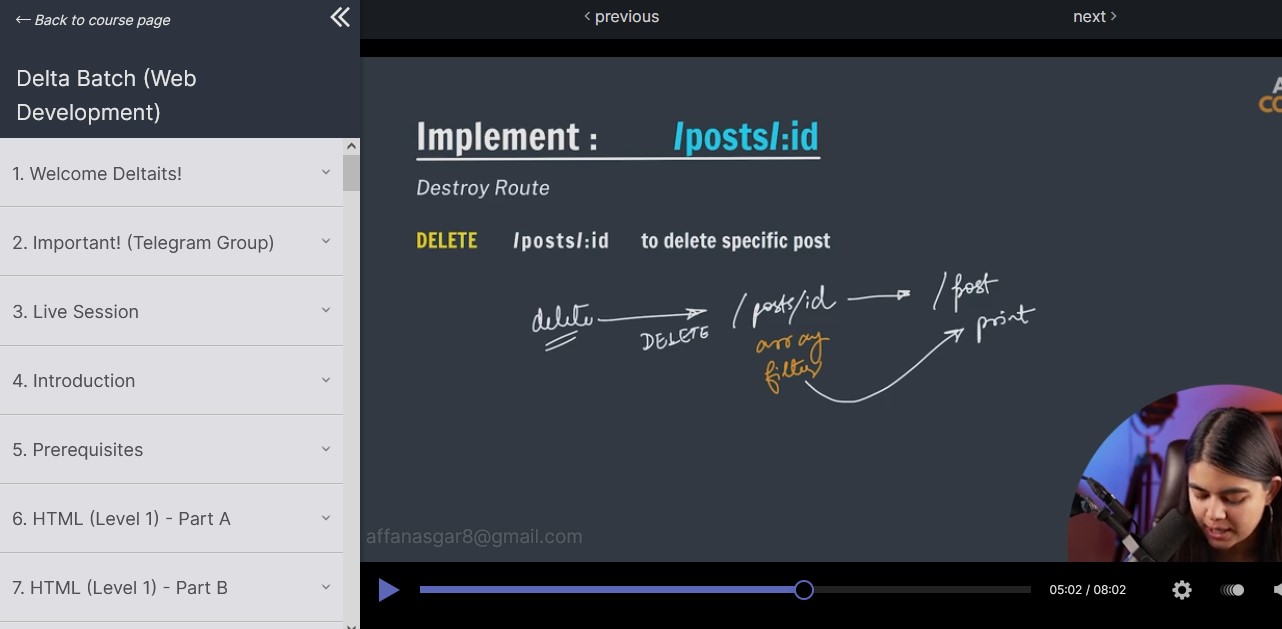 Back to course page
Delta Batch (Web
Development)
1. Welcome Deltaits!
2. Important! (Telegram Group)
3. Live Session
4. Introduction
5. Prerequisites
6. HTML (Level 1) - Part A
7. HTML (Level 1) - Part B
previous
next
Implement : /posts/:id
Destroy Route
DELETE /posts/:id to delete specific post
delete DELETE /posts/id /post
print
array
filter
affanasgar8@gmail.com
05:02 / 08:02